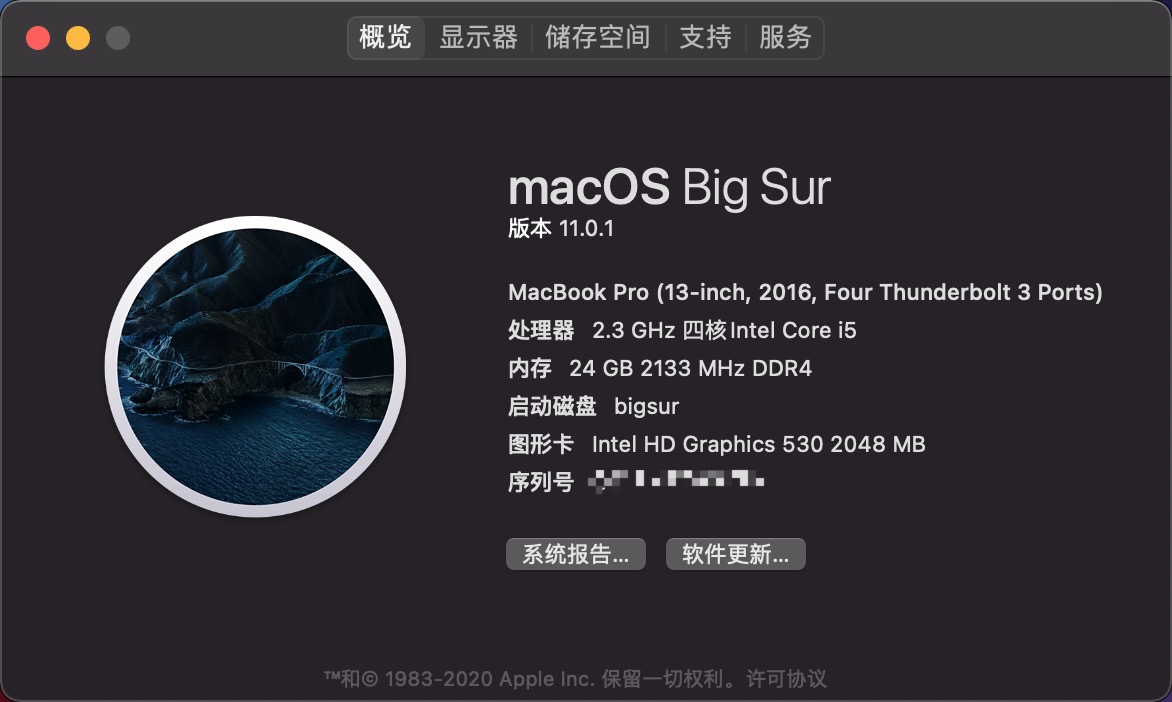 概览 显示器 储存空间 支持 服务
macOS Big Sur
版本 11.0.1
MacBook Pro (13-inch, 2016, Four Thunderbolt 3 Ports)
处理器 2.3 GHz 四核Intel Core i5
内存 24 GB 2133 MHz DDR4
启动磁盘 bigsur
图形卡 Intel HD Graphics 530 2048 MB
序列号
系统报告... 软件更新...
™和© 1983-2020 Apple Inc. 保留一切权利。许可协议